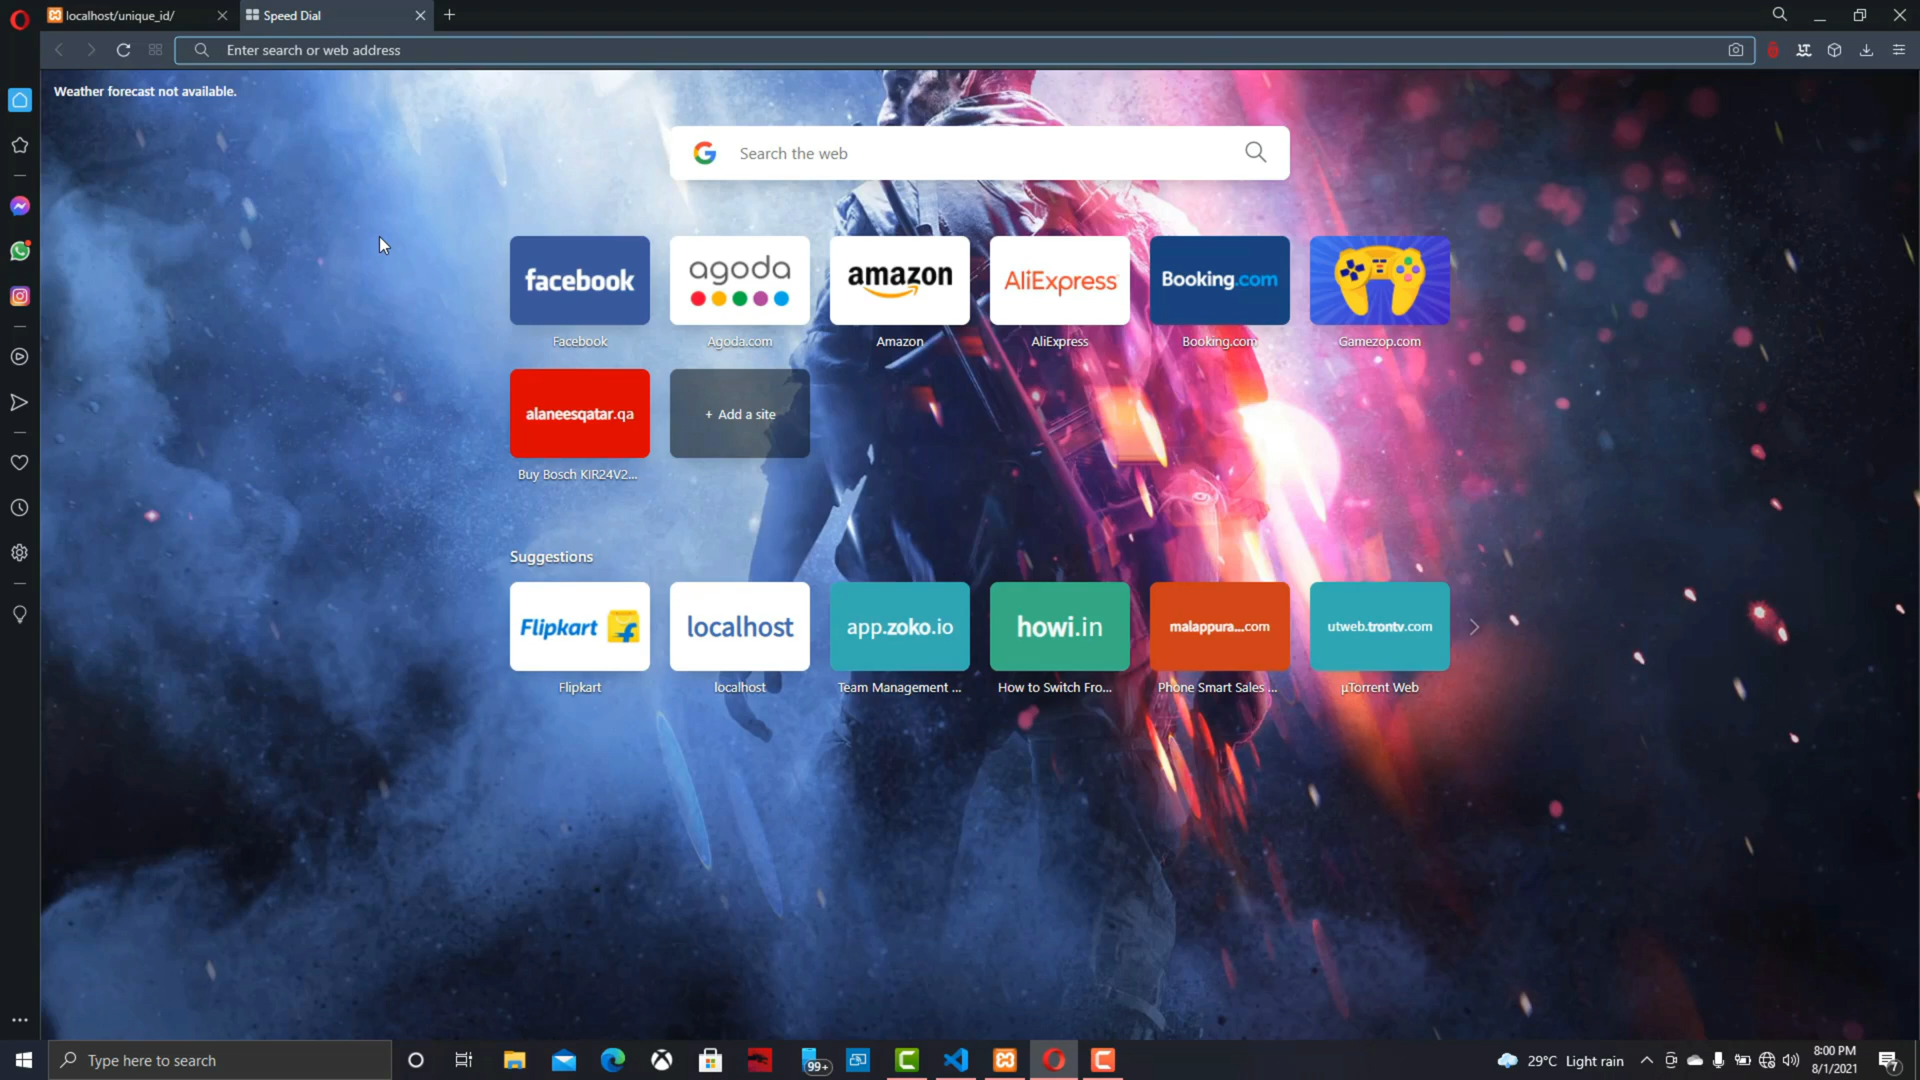 localhost/unique_id/
Speed Dial
Enter search or web address
Weather forecast not available.
Search the web
facebook
agoda
amazon
AliExpress
Booking.com
Facebook
Agoda.com
Amazon
AliExpress
Booking.com
Gamezop.com
alaneesqatar.qa
+ Add a site
Buy Bosch KIR24V2...
Suggestions
Flipkart
localhost
app.zoko.io
howi.in
malappura...com
utweb.trontv.com
Flipkart
localhost
Team Management ...
How to Switch Fro...
Phone Smart Sales ...
µTorrent Web
Type here to search
99+
29°C Light rain
8:00 PM
8/1/2021
7